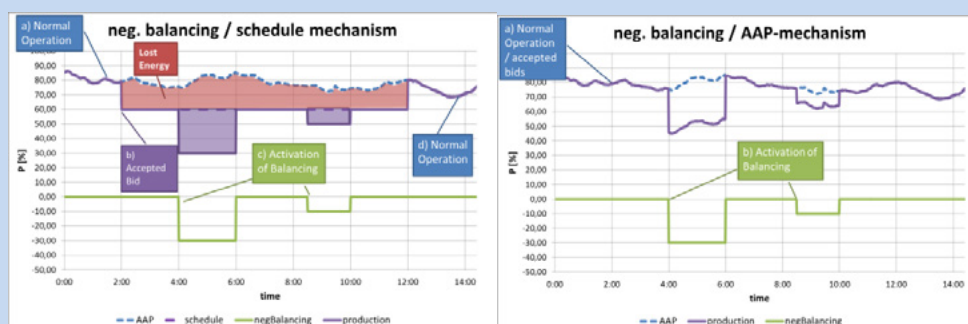 neg. balancing / schedule mechanism
a) Normal
Operation
Lost
Energy
100,00
90,00
80,00
70,00
60,00
50,00
40,00
30,00
20,00
10,00
0,00
-10,00
-20,00
-30,00
-40,00
-50,00
P [%]
b)
Accepted
Bid
c) Activation
of Balancing
d) Normal
Operation
0:00
2:00
4:00
6:00
8:00
10:00
12:00
14:00
time
AAP
schedule
negBalancing
production
neg. balancing / AAP-mechanism
a) Normal
Operation
/ accepted
bids
60,00
50,00
40,00
30,00
20,00
10,00
0,00
-10,00
-20,00
-30,00
-40,00
-50,00
P [%]
b) Activation of
Balancing
0:00
2:00
4:00
6:00
8:00
10:00
12:00
14:00
time
AAP
production
negBalancing